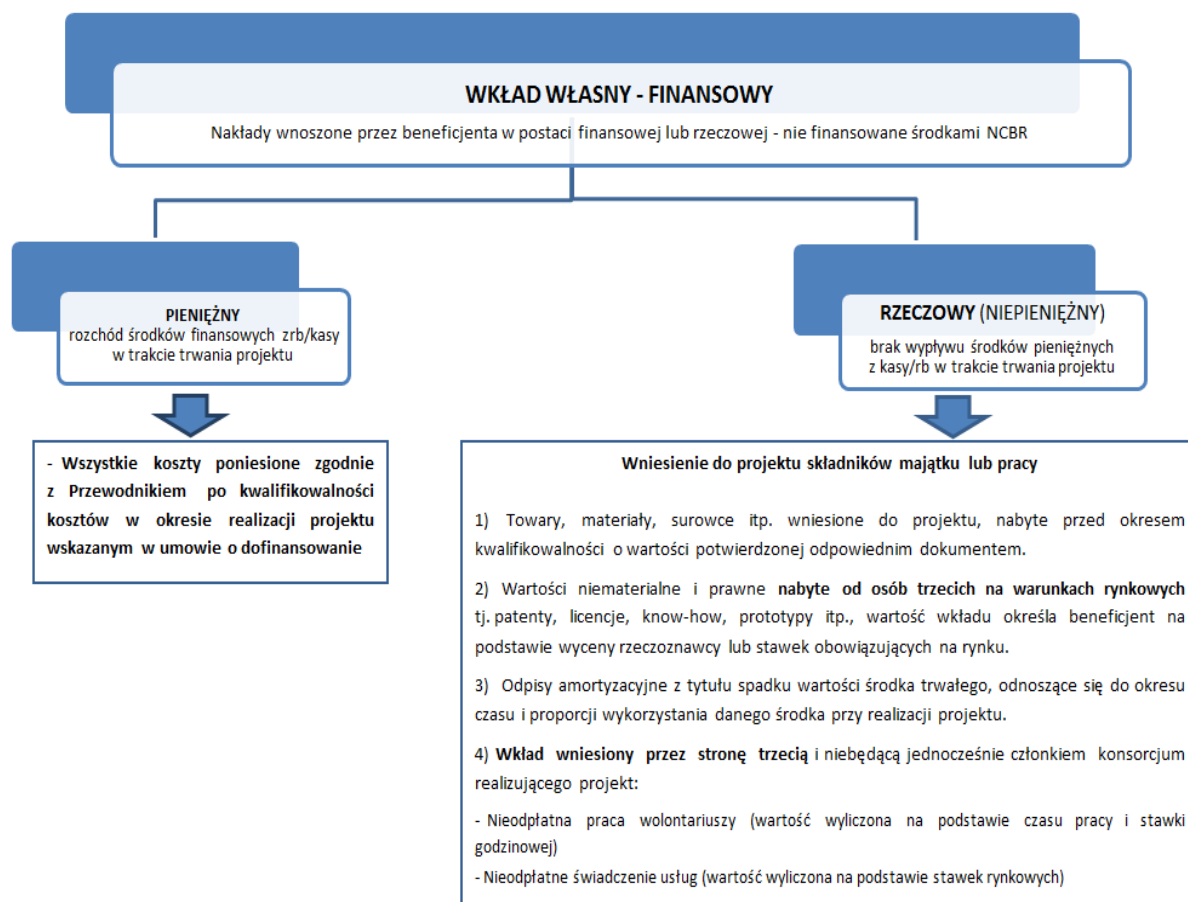 WKŁAD WŁASNY - FINANSOWY
Nakłady wnoszone przez beneficjenta w postaci finansowej lub rzeczowej - nie finansowane środkami NCBR
PIENIĘŻNY
rozchód środków finansowych zrb/kasy
w trakcie trwania projektu
RZECZOWY (NIEPIENIĘŻNY)
brak wypływu środków pieniężnych
z kasy/rb w trakcie trwania projektu
- Wszystkie koszty poniesione zgodnie
z Przewodnikiem po kwalifikowalności
kosztów w okresie realizacji projektu
wskazanym w umowie o dofinansowanie
Wniesienie do projektu składników majątku lub pracy
1) Towary, materiały, surowce itp. wniesione do projektu, nabyte przed okresem
kwalifikowalności o wartości potwierdzonej odpowiednim dokumentem.
2) Wartości niematerialne i prawne nabyte od osób trzecich na warunkach rynkowych
tj. patenty, licencje, know-how, prototypy itp., wartość wkładu określa beneficjent na
podstawie wyceny rzeczoznawcy lub stawek obowiązujących na rynku.
3) Odpisy amortyzacyjne z tytułu spadku wartości środka trwałego, odnoszące się do okresu
czasu i proporcji wykorzystania danego środka przy realizacji projektu.
4) Wkład wniesiony przez stronę trzecią i niebędącą jednocześnie członkiem konsorcjum
realizującego projekt:
- Nieodpłatna praca wolontariuszy (wartość wyliczona na podstawie czasu pracy i stawki
godzinowej)
- Nieodpłatne świadczenie usług (wartość wyliczona na podstawie stawek rynkowych)